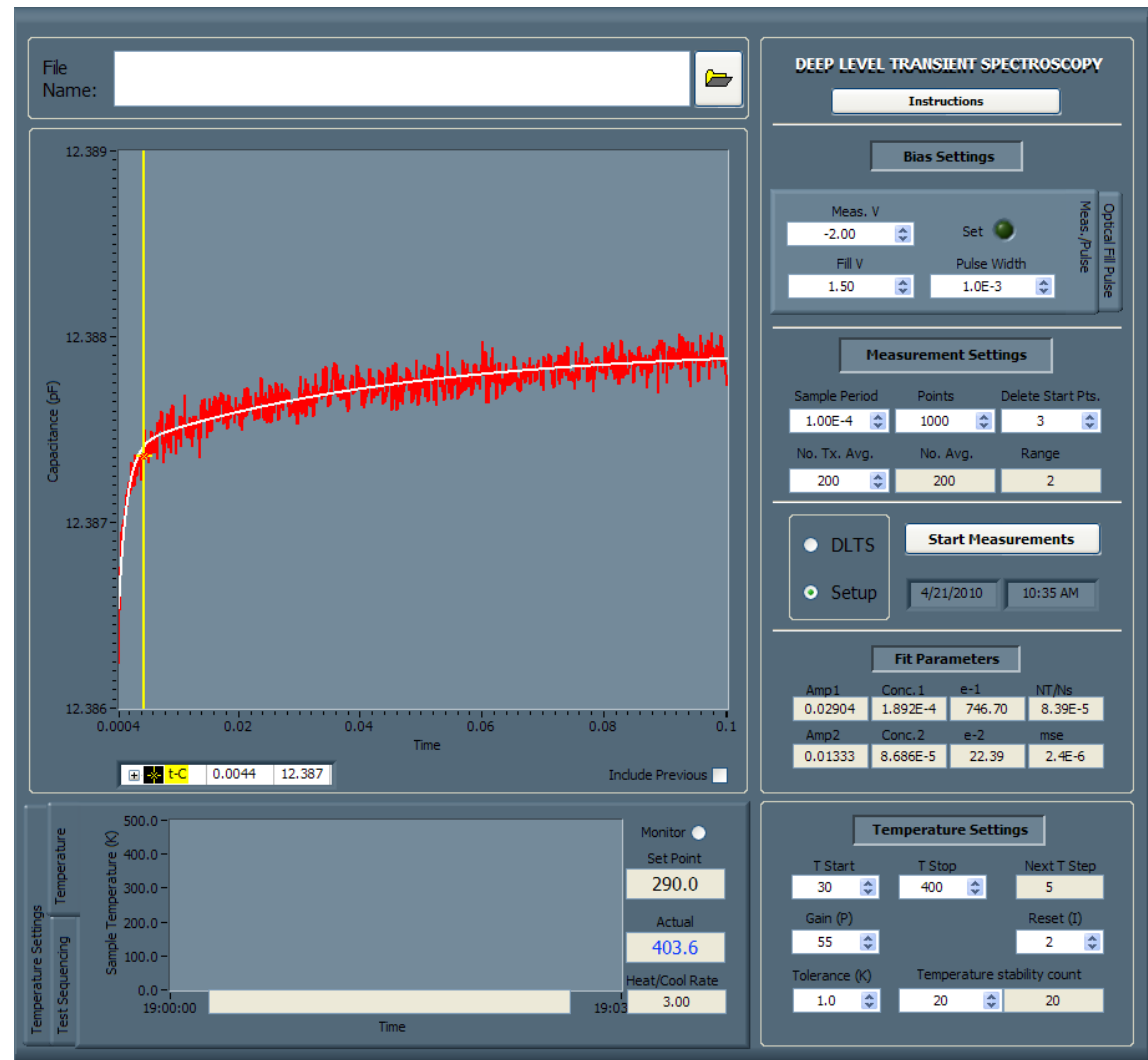 File
Name:
12.389
12.388
12.387
12.386
Capacitance (pF)
0.0004
0.02
0.04
0.06
0.08
0.1
Time
t-C 0.0044 12.387
Include Previous
DEEP LEVEL TRANSIENT SPECTROSCOPY
Instructions
Bias Settings
Meas. V
-2.00
Set
Fill V
1.50
Pulse Width
1.0E-3
Meas./Pulse
Optical Fill Pulse
Measurement Settings
Sample Period Points Delete Start Pts.
1.00E-4 1000 3
No. Tx. Avg. No. Avg. Range
200 200 2
DLTS
Setup
Start Measurements
4/21/2010 10:35 AM
Fit Parameters
Amp1 Conc.1 e-1 NT/Ns
0.02904 1.892E-4 746.70 8.39E-5
Amp2 Conc.2 e-2 mse
0.01333 8.686E-5 22.39 2.4E-6
Temperature Settings
Temperature
Test Sequencing
Sample Temperature (K)
500.0
400.0
300.0
200.0
100.0
0.0
19:00:00
19:03
Time
Monitor
Set Point
290.0
Actual
403.6
Heat/Cool Rate
3.00
Temperature Settings
T Start T Stop Next T Step
30 400 5
Gain (P) Reset (I)
55 2
Tolerance (K) Temperature stability count
1.0 20 20